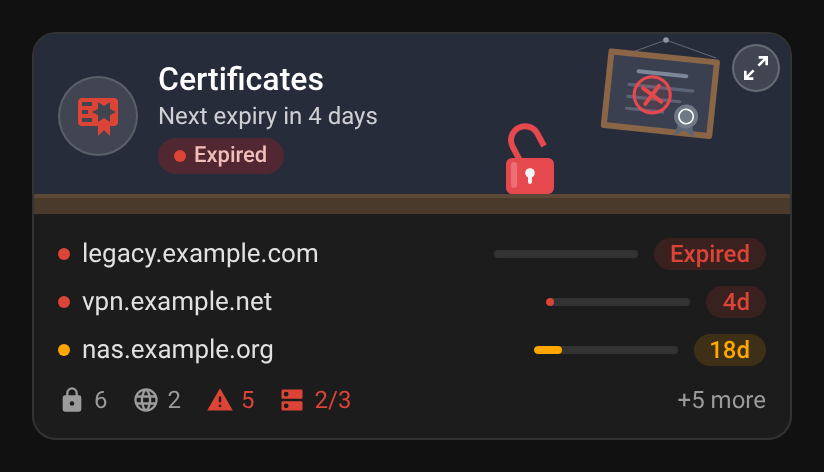 Certificates
Next expiry in 4 days
Expired
legacy.example.com Expired
vpn.example.net 4d
nas.example.org 18d
6 2 5 2/3 +5 more